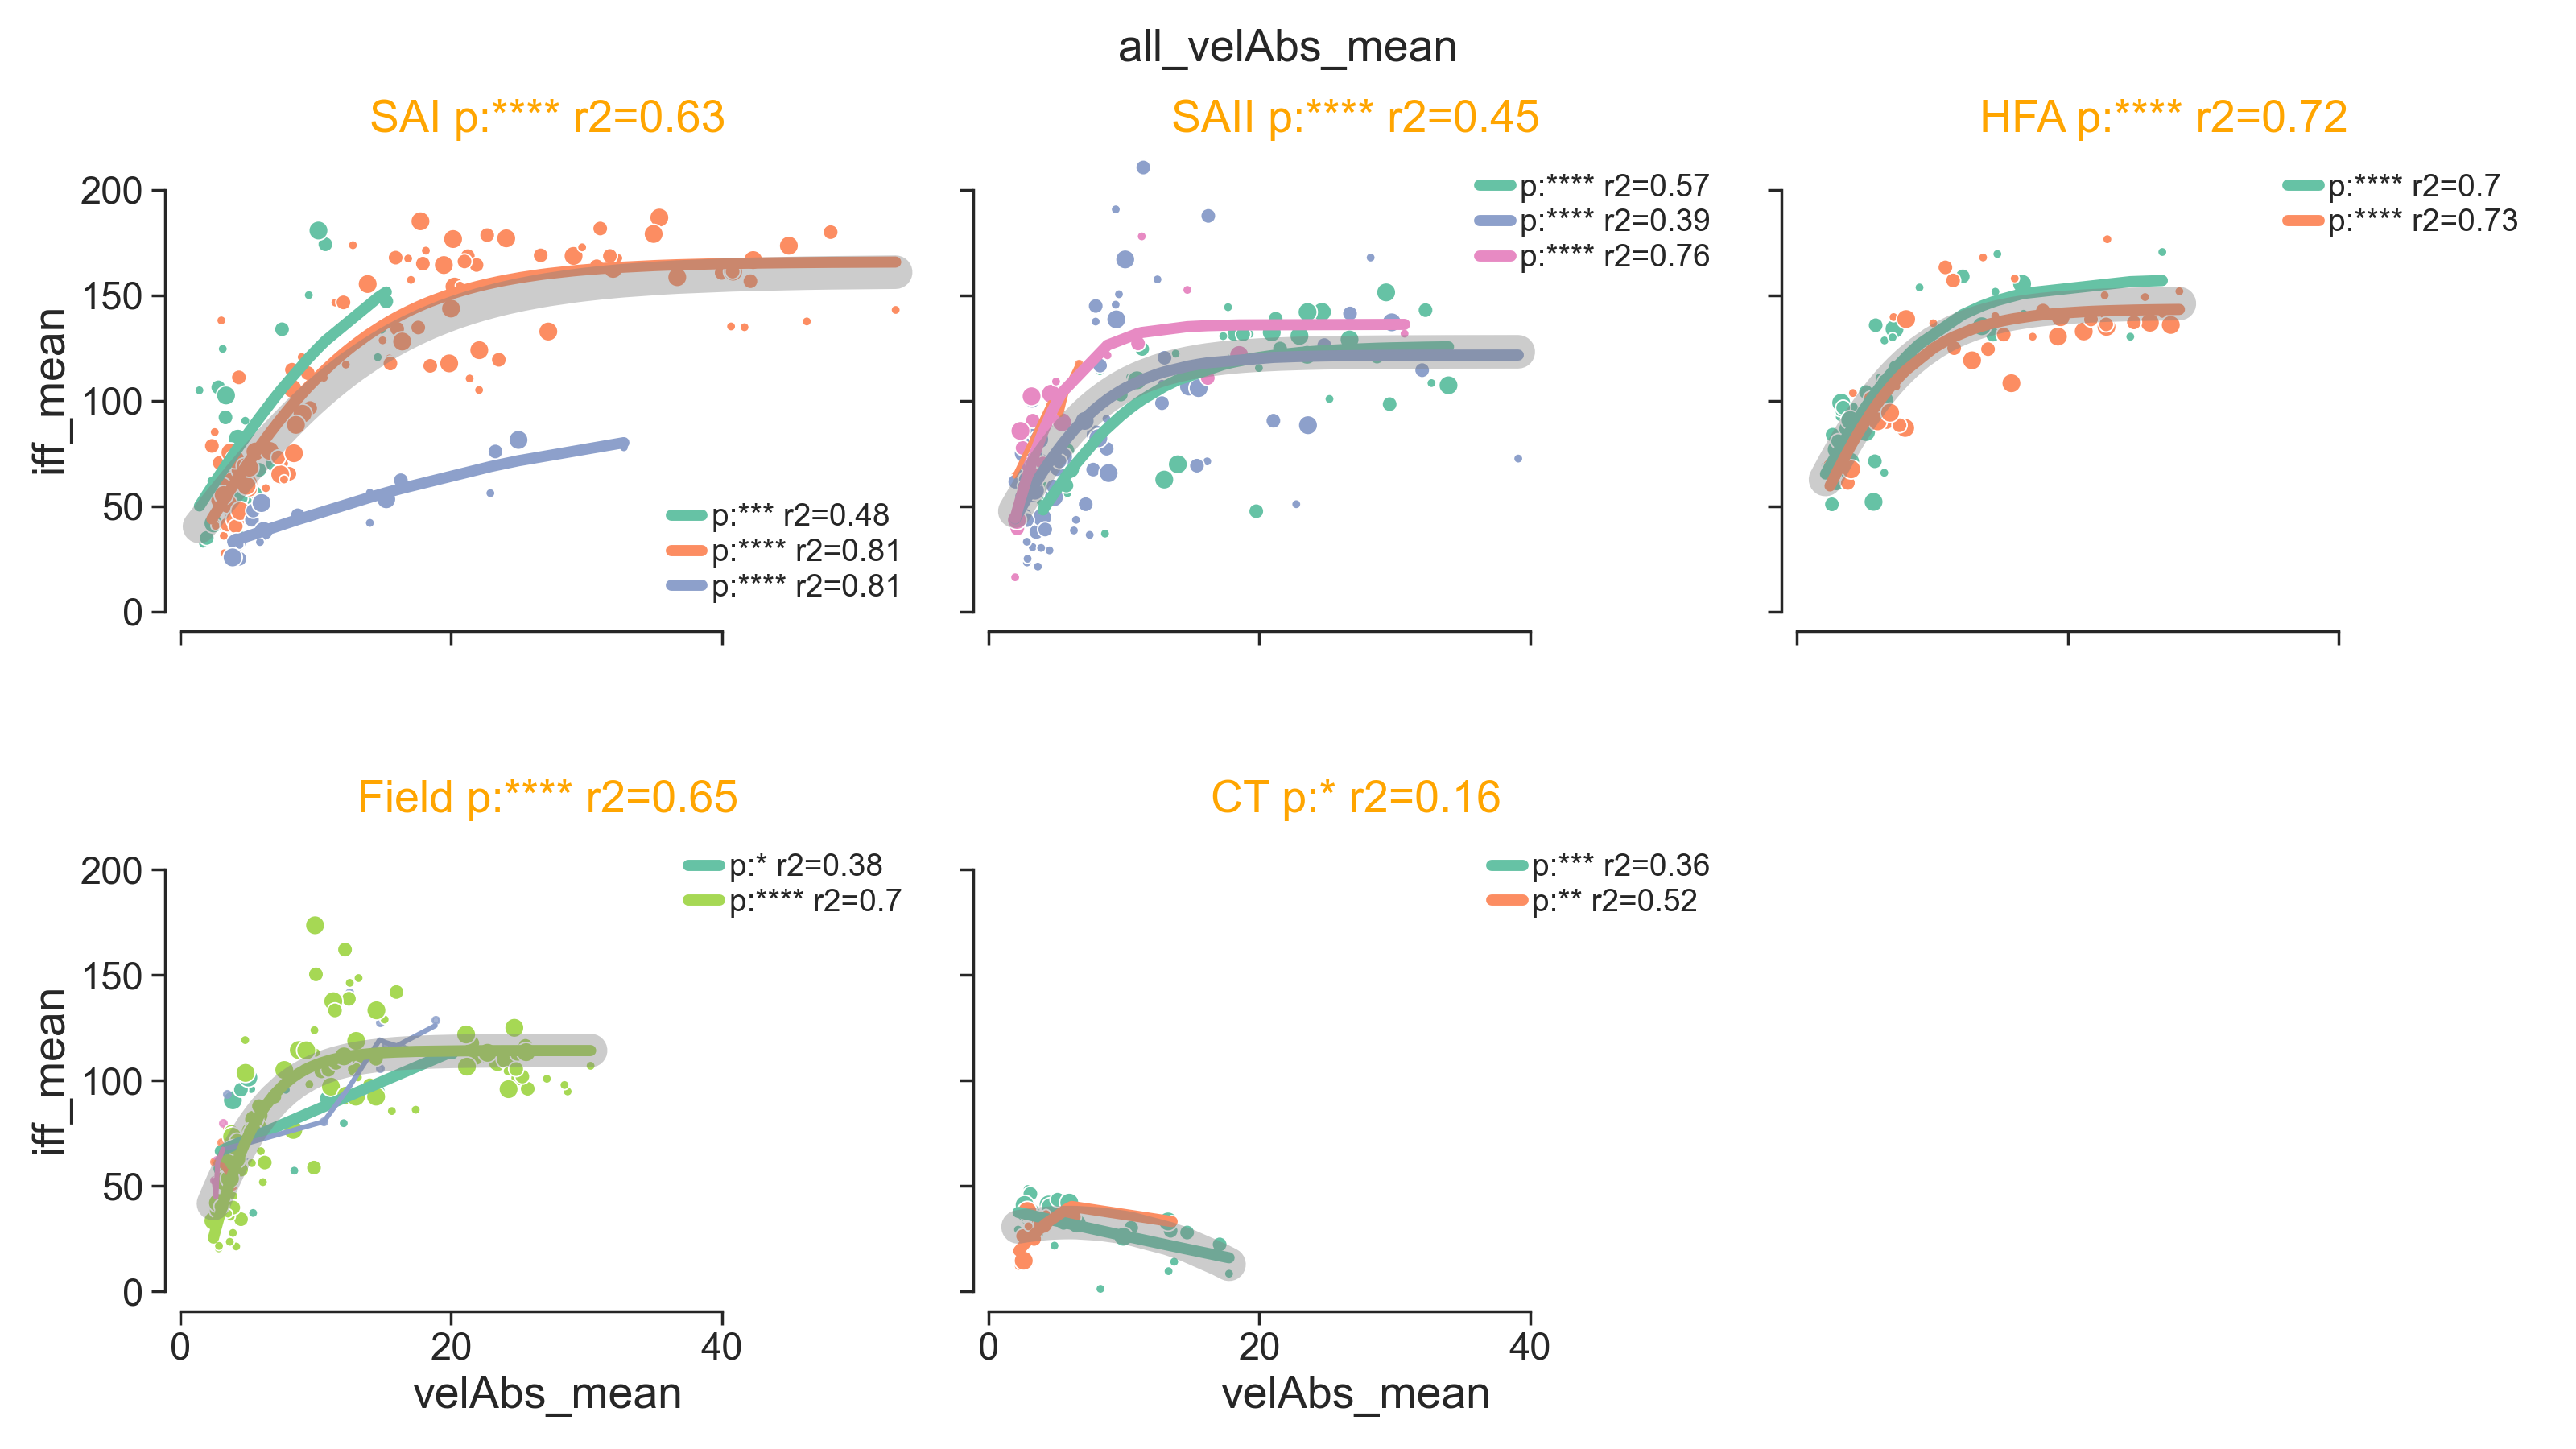 all_velAbs_mean
SAI p:**** r2=0.63
SAII p:**** r2=0.45
HFA p:**** r2=0.72
iff_mean
200
150
100
50
0
p:*** r2=0.48
p:**** r2=0.81
p:**** r2=0.81
p:**** r2=0.57
p:**** r2=0.39
p:**** r2=0.76
p:**** r2=0.7
p:**** r2=0.73
Field p:**** r2=0.65
CT p:* r2=0.16
iff_mean
200
150
100
50
0
p:* r2=0.38
p:**** r2=0.7
p:*** r2=0.36
p:** r2=0.52
0 20 40
velAbs_mean
0 20 40
velAbs_mean